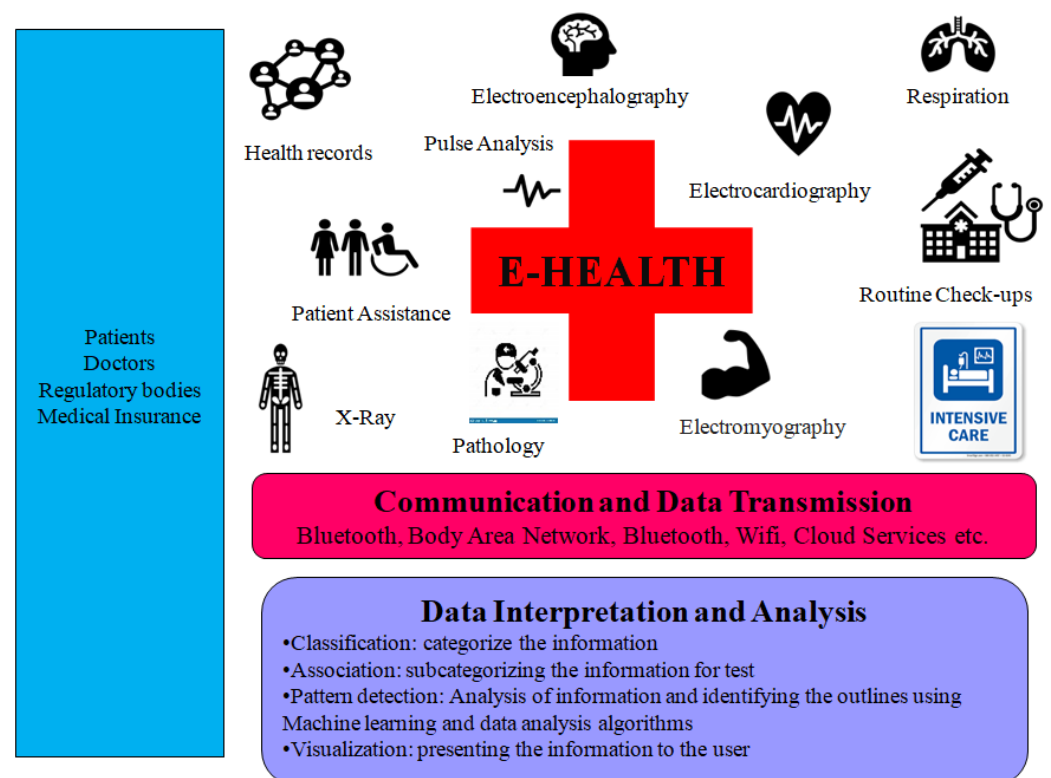 Patients
Doctors
Regulatory bodies
Medical Insurance
Health records
Electroencephalography
Respiration
Pulse Analysis
Electrocardiography
E-HEALTH
Patient Assistance
Routine Check-ups
X-Ray
Pathology
Electromyography
INTENSIVE
CARE
Communication and Data Transmission
Bluetooth, Body Area Network, Bluetooth, Wifi, Cloud Services etc.
Data Interpretation and Analysis
•Classification: categorize the information
•Association: subcategorizing the information for test
•Pattern detection: Analysis of information and identifying the outlines using
Machine learning and data analysis algorithms
•Visualization: presenting the information to the user